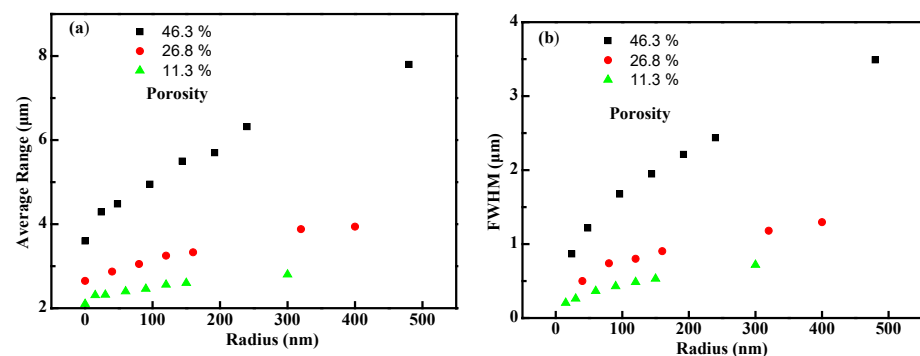 (a)
46.3 %
26.8 %
11.3 %
Porosity
8
6
4
2
Average Range (μm)
0 100 200 300 400 500
Radius (nm)
(b)
46.3 %
26.8 %
11.3 %
Porosity
4
3
2
1
0
FWHM (μm)
0 100 200 300 400 500
Radius (nm)